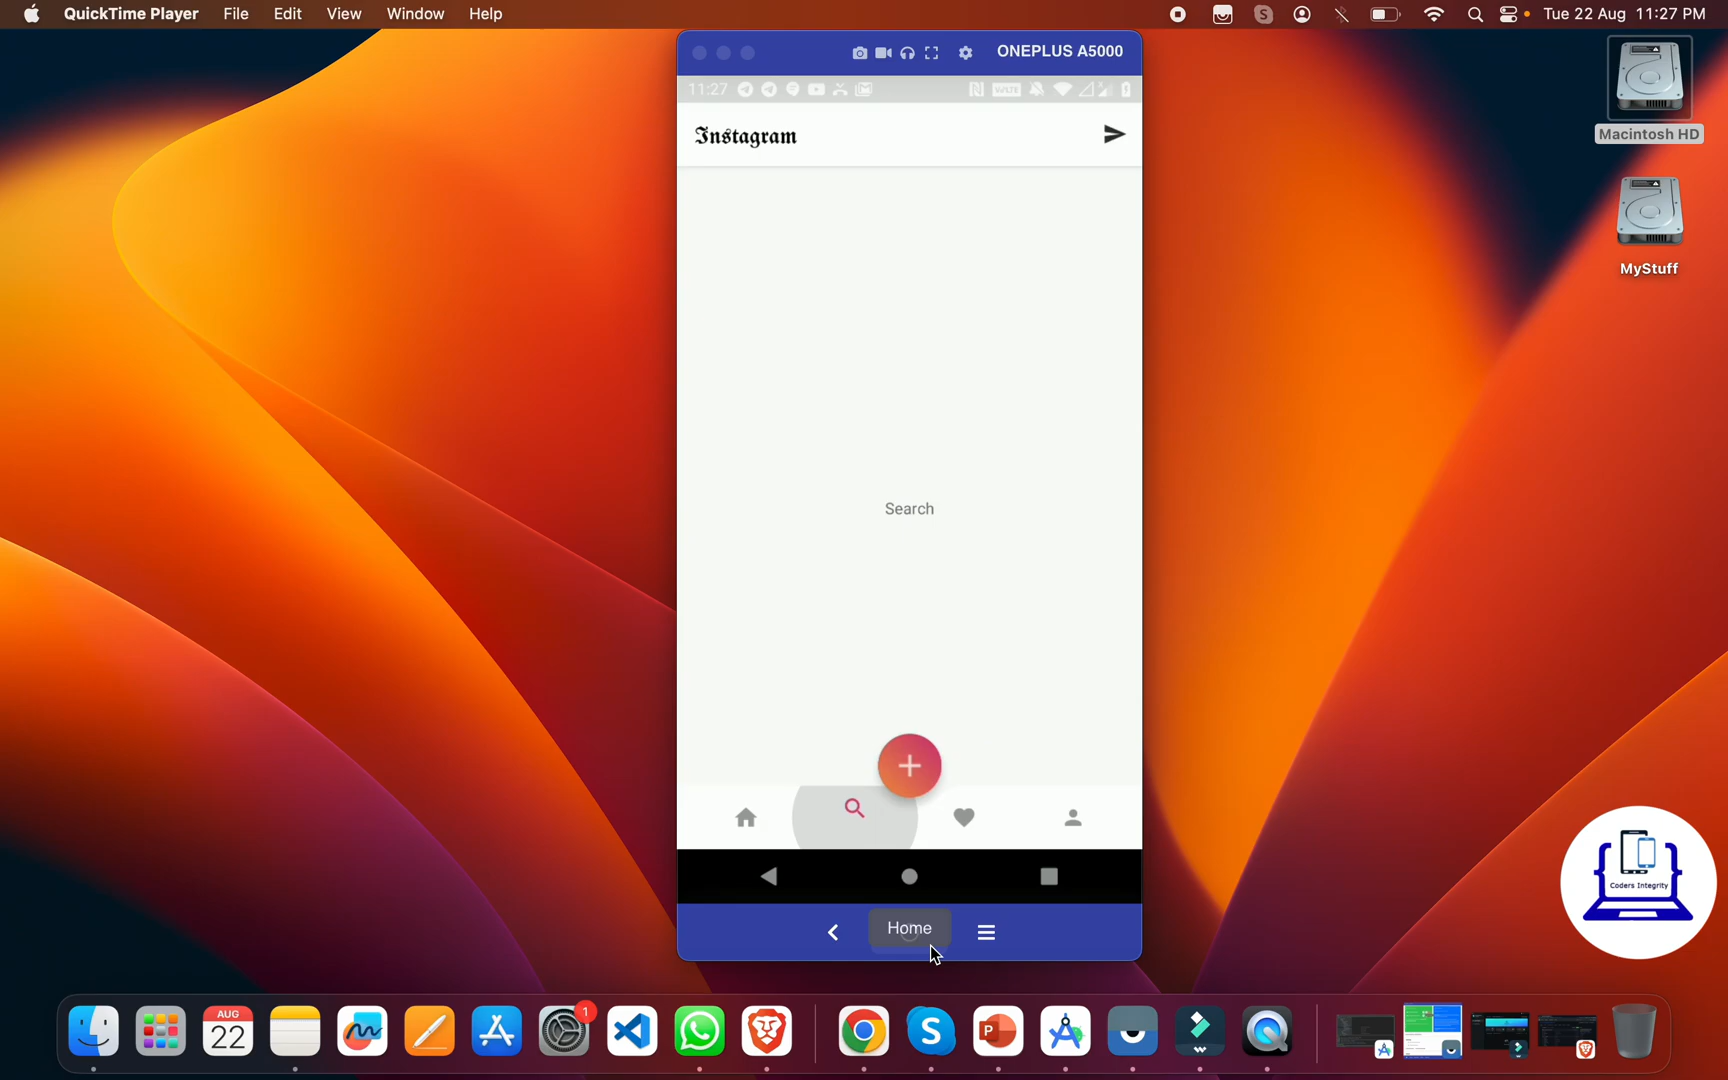 QuickTime Player File Edit View Window Help
Tue 22 Aug 11:27 PM
ONEPLUS A5000
11:27
VoLTE
Instagram
Search
Home
Macintosh HD
MyStuff
Coders Integrity
AUG
22
1